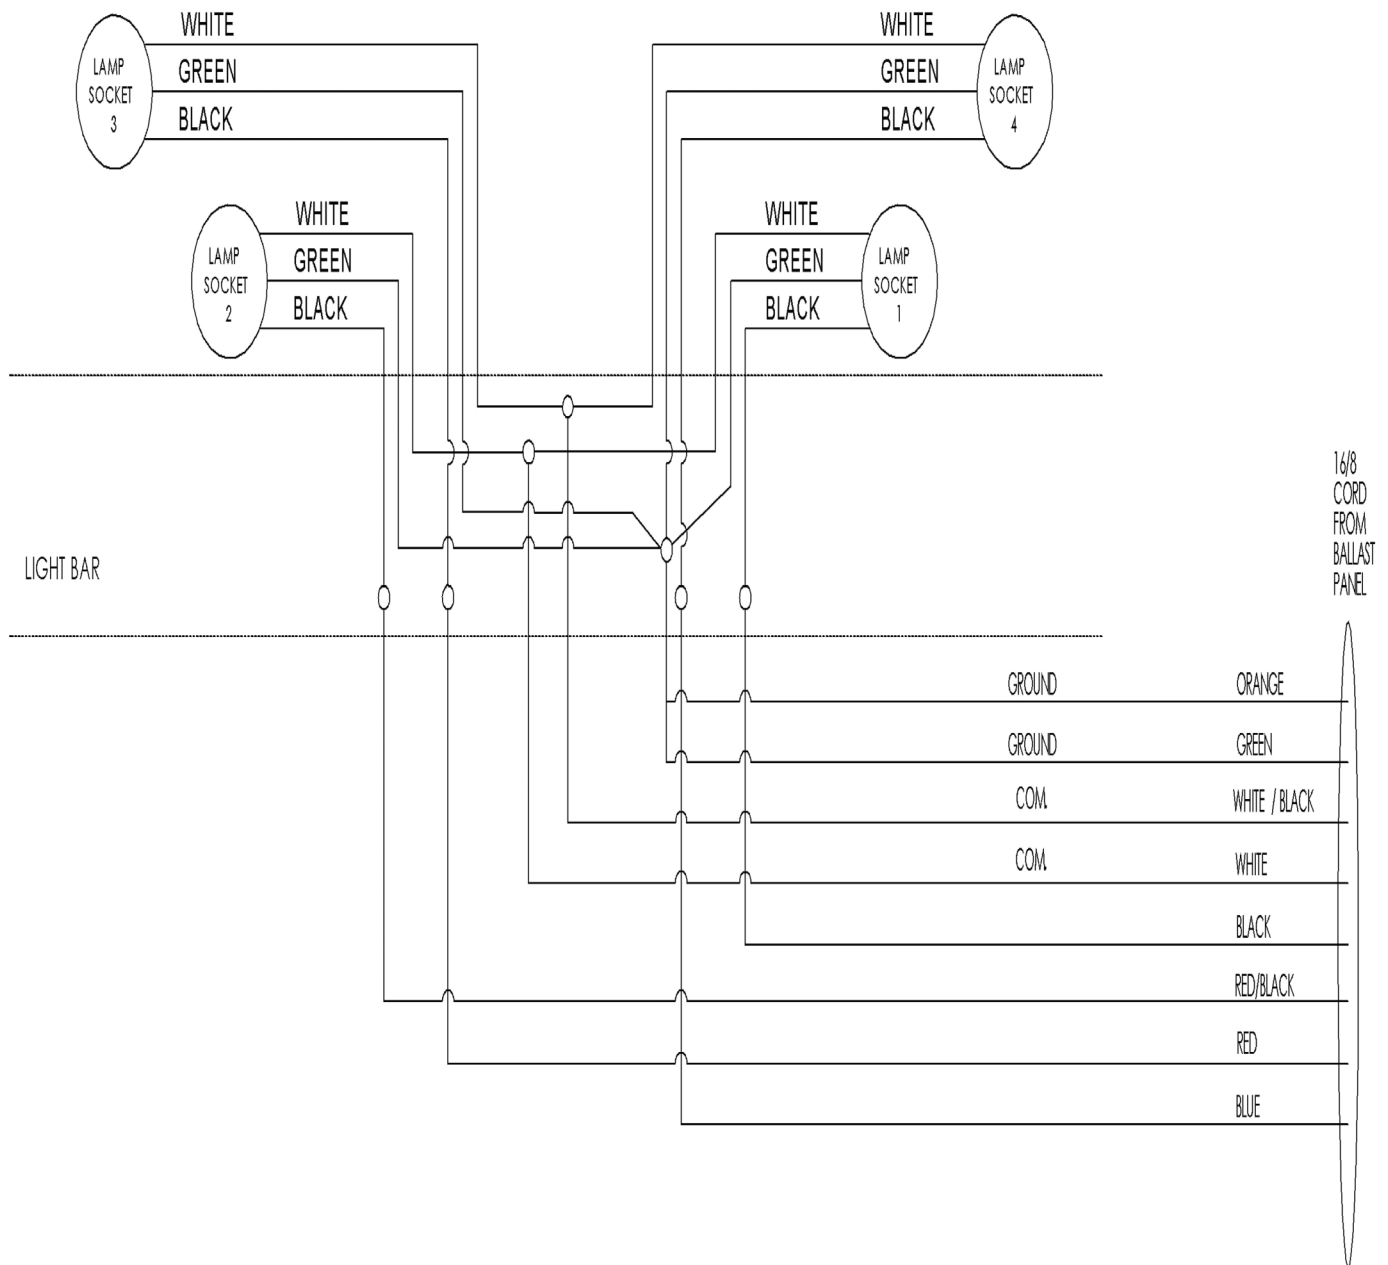 WHITE
GREEN
BLACK
LAMP
SOCKET
3
WHITE
GREEN
BLACK
LAMP
SOCKET
4
WHITE
GREEN
BLACK
LAMP
SOCKET
2
WHITE
GREEN
BLACK
LAMP
SOCKET
1
LIGHT BAR
16/8
CORD
FROM
BALLAST
PANEL
GROUND ORANGE
GROUND GREEN
COM. WHITE / BLACK
COM. WHITE
BLACK
RED/BLACK
RED
BLUE